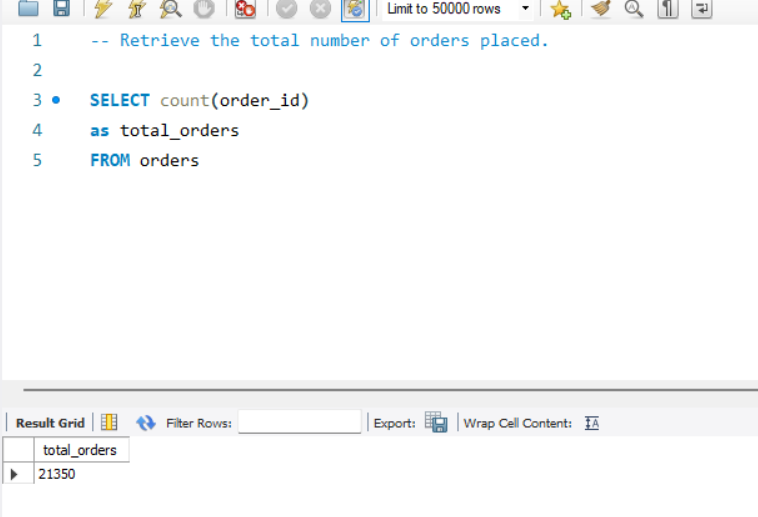 Limit to 50000 rows
1 -- Retrieve the total number of orders placed.
2
3 SELECT count(order_id)
4 as total_orders
5 FROM orders
Result Grid Filter Rows: Export: Wrap Cell Content:
total_orders
21350